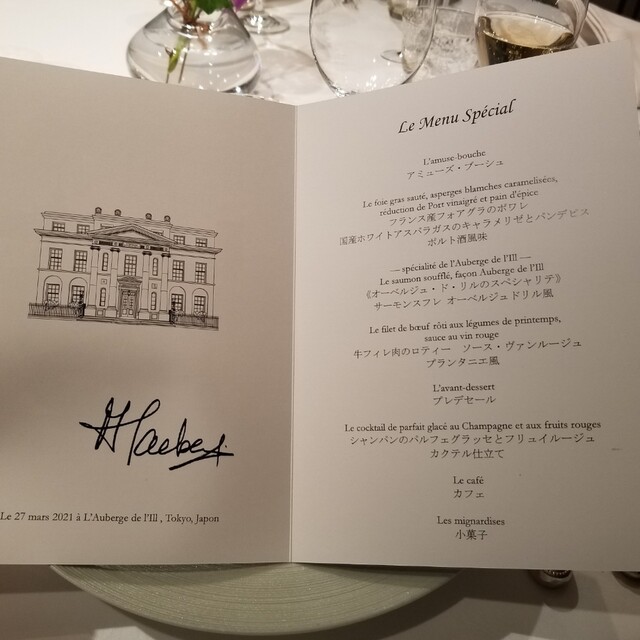 Le 27 mars 2021 à L'Auberge de l'Ill , Tokyo, Japon
Le Menu Spécial
L'amuse-bouche
アミューズ・ブーシュ
Le foie gras sauté, asperges blamches caramelisées,
réduction de Port vinaigré et pain d'épice
フランス産フォアグラのポワレ
国産ホワイトアスパラガスのキャラメリゼとパンデピス
ポルト酒風味
— spécialité de l'Auberge de l'Ill —
Le saumon soufflé, façon Auberge de l'Ill
《オーベルジュ・ド・リルのスペシャリテ》
サーモンスフレ オーベルジュドリル風
Le filet de bœuf rôti aux légumes de printemps,
sauce au vin rouge
牛フィレ肉のロティー ソース・ヴァンルージュ
プランタニエ風
L'avant-dessert
プレデセール
Le cocktail de parfait glacé au Champagne et aux fruits rouges
シャンパンのパルフェグラッセとフリュイルージュ
カクテル仕立て
Le café
カフェ
Les mignardises
小菓子